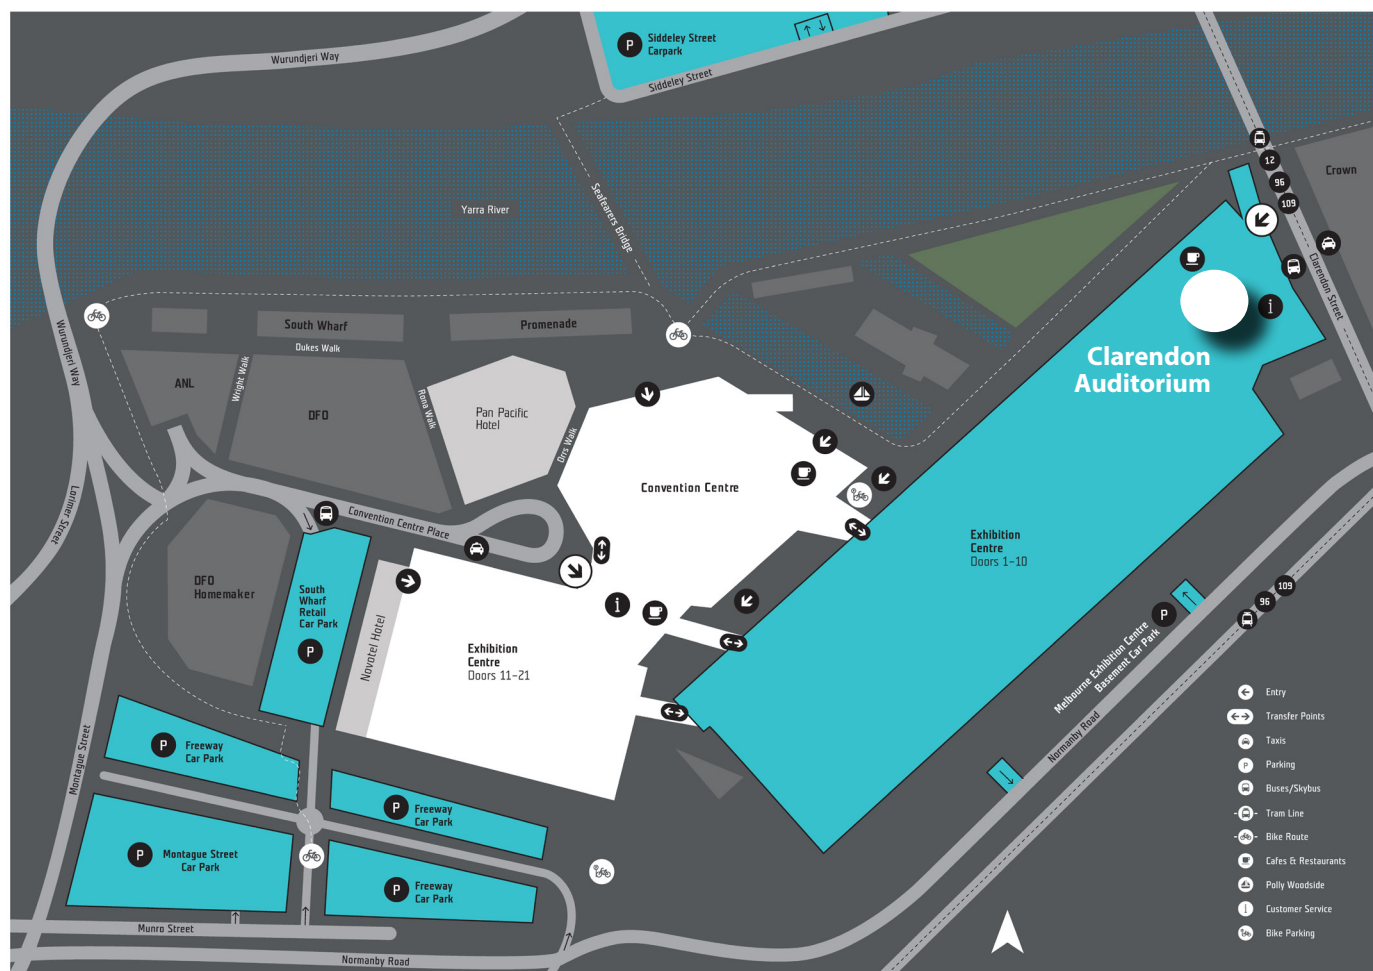 Siddeley Street
Carpark
Siddeley Street
Wurundjeri Way
Crown
12
96
109
Yarra River
Seafearers Bridge
Clarendon Street
South Wharf
Promenade
Dukes Walk
Wurundjeri Way
Wright Walk
ANL
DFO
Rona Walk
Pan Pacific
Hotel
Orrs Walk
Clarendon
Auditorium
Convention Centre
Lorimer Street
Convention Centre Place
Exhibition
Centre
Doors 1-10
DFO
Homemaker
South
Wharf
Retail
Car Park
P
Novotel Hotel
Exhibition
Centre
Doors 11-21
109
96
P
Melbourne Exhibition Centre
Basement Car Park
Normanby Road
Montague Street
P
Freeway
Car Park
P
Freeway
Car Park
P
Montague Street
Car Park
P
Freeway
Car Park
Munro Street
Normanby Road
P
i
i
Entry
Transfer Points
Taxis
P
Parking
Buses/Skybus
Tram Line
Bike Route
Cafes & Restaurants
Polly Woodside
i
Customer Service
Bike Parking